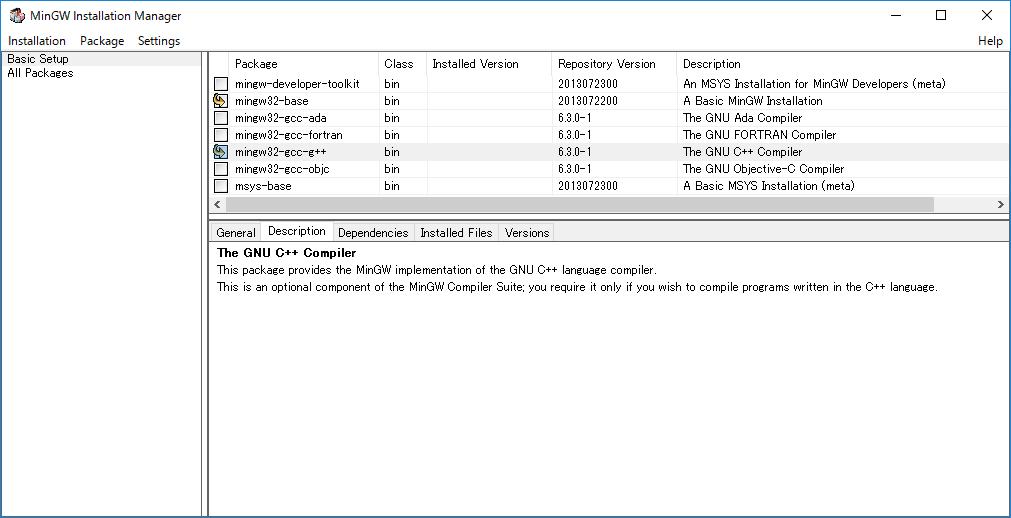 MinGW Installation Manager
Installation Package Settings Help
Basic Setup
All Packages
Package Class Installed Version Repository Version Description
mingw-developer-toolkit bin 2013072300 An MSYS Installation for MinGW Developers (meta)
mingw32-base bin 2013072200 A Basic MinGW Installation
mingw32-gcc-ada bin 6.3.0-1 The GNU Ada Compiler
mingw32-gcc-fortran bin 6.3.0-1 The GNU FORTRAN Compiler
mingw32-gcc-g++ bin 6.3.0-1 The GNU C++ Compiler
mingw32-gcc-objc bin 6.3.0-1 The GNU Objective-C Compiler
msys-base bin 2013072300 A Basic MSYS Installation (meta)
General Description Dependencies Installed Files Versions
The GNU C++ Compiler
This package provides the MinGW implementation of the GNU C++ language compiler.
This is an optional component of the MinGW Compiler Suite; you require it only if you wish to compile programs written in the C++ language.